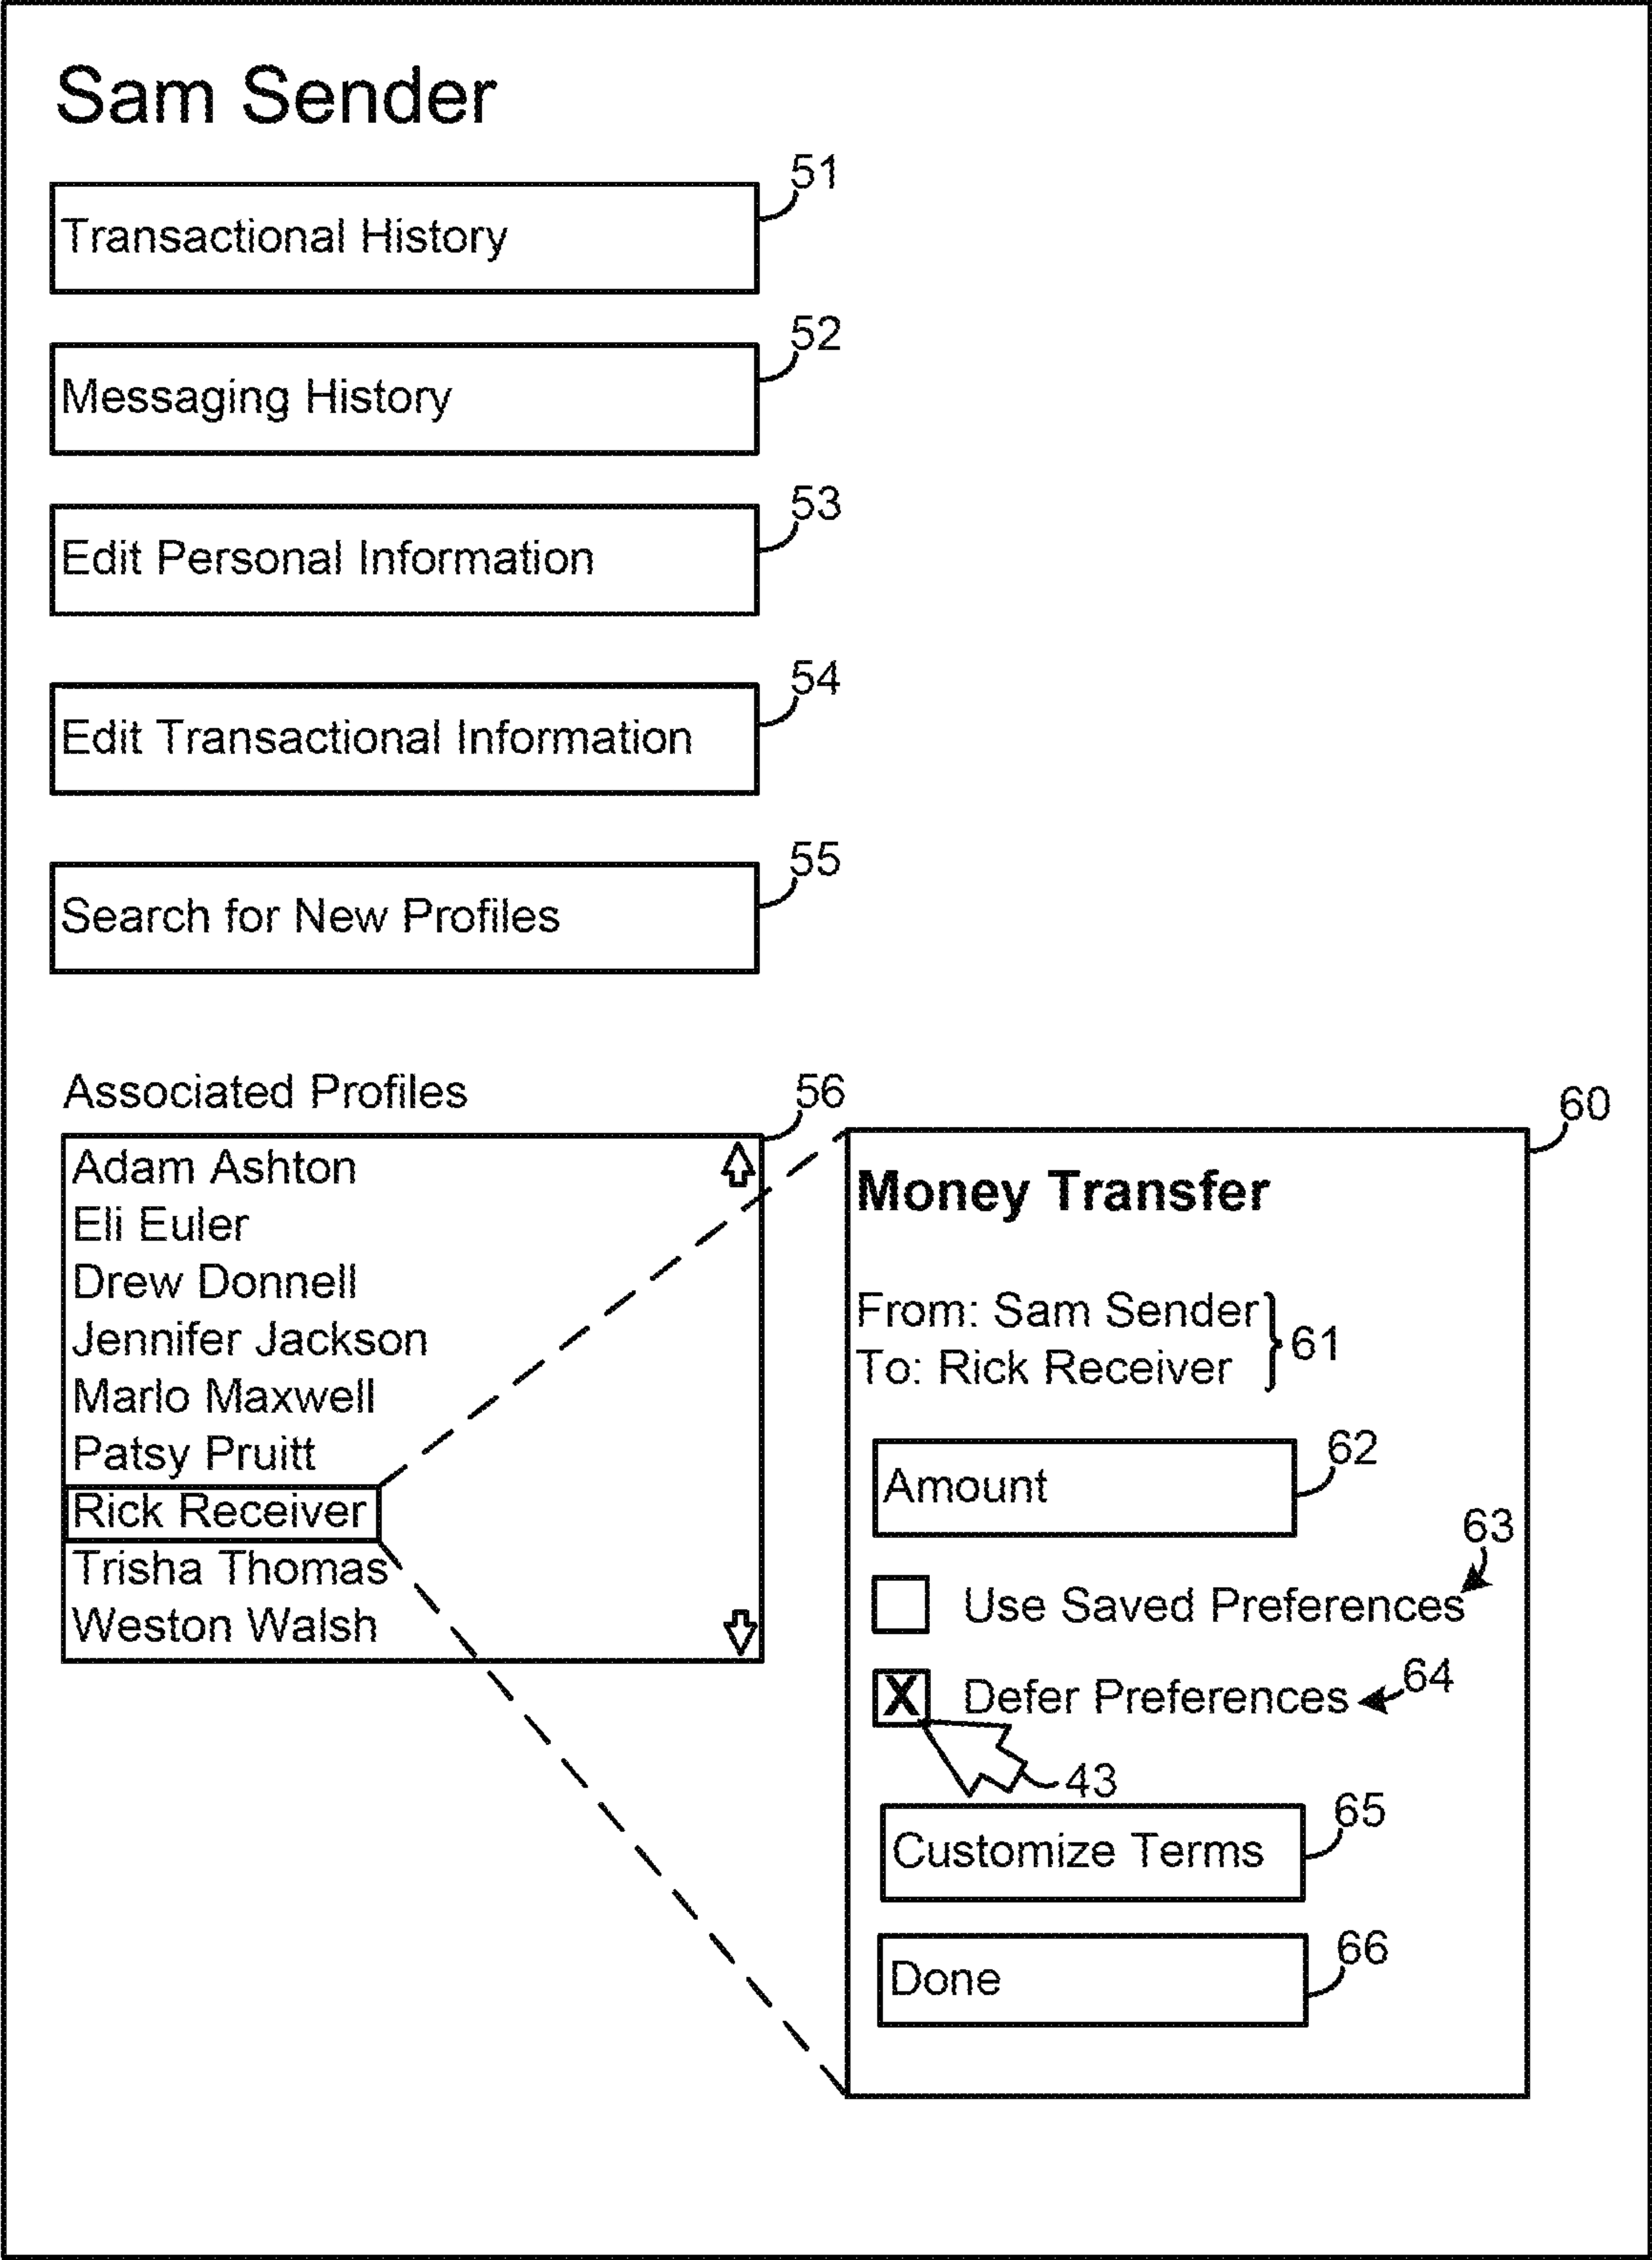 Sam Sender
51
Transactional History
52
Messaging History
53
Edit Personal Information
54
Edit Transactional Information
55
Search for New Profiles
Associated Profiles
56
Adam Ashton
Eli Euler
Drew Donnell
Jennifer Jackson
Marlo Maxwell
Patsy Pruitt
Rick Receiver
Trisha Thomas
Weston Walsh
60
Money Transfer
From: Sam Sender
To: Rick Receiver
61
62
Amount
63
Use Saved Preferences
64
X Defer Preferences
43
65
Customize Terms
66
Done